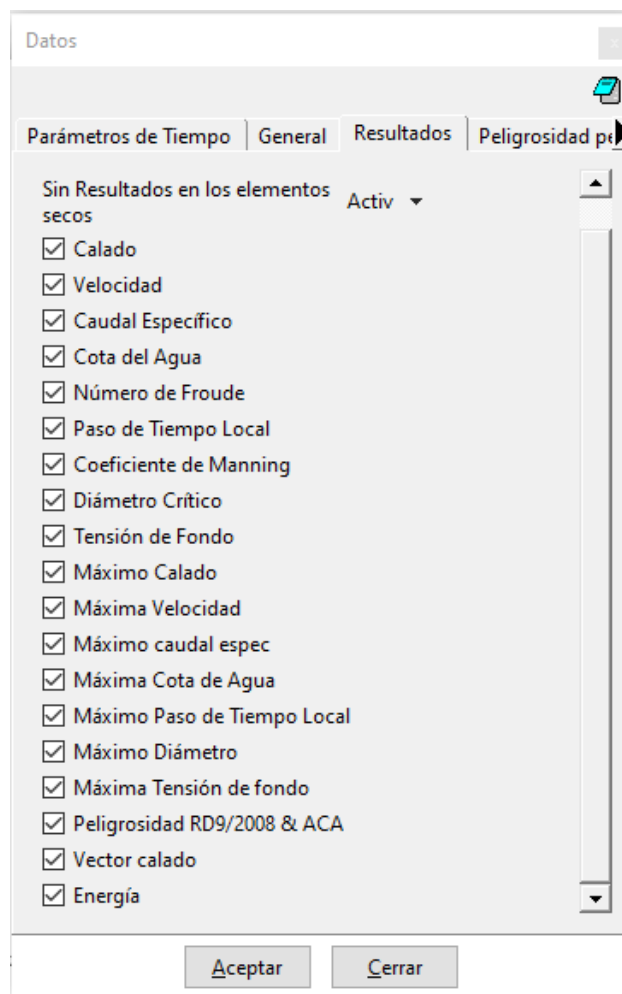 Datos
x
Parámetros de Tiempo General Resultados Peligrosidad pe
Sin Resultados en los elementos
secos
Activ
Calado
Velocidad
Caudal Específico
Cota del Agua
Número de Froude
Paso de Tiempo Local
Coeficiente de Manning
Diámetro Crítico
Tensión de Fondo
Máximo Calado
Máxima Velocidad
Máximo caudal espec
Máxima Cota de Agua
Máximo Paso de Tiempo Local
Máximo Diámetro
Máxima Tensión de fondo
Peligrosidad RD9/2008 & ACA
Vector calado
Energía
Aceptar Cerrar